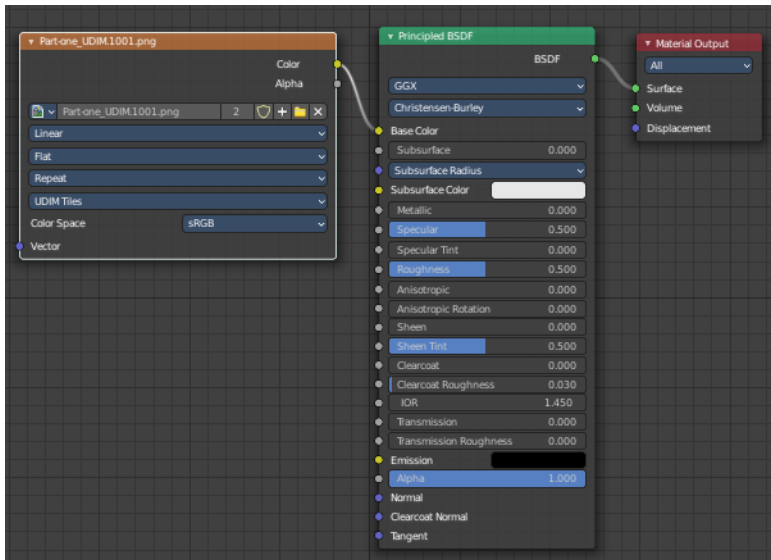 Part-one_UDIM.1001.png
Color
Alpha
Part-one_UDIM.1001.png 2
Linear
Flat
Repeat
UDIM Tiles
Color Space sRGB
Vector
Principled BSDF
BSDF
GGX
Christensen-Burley
Base Color
Subsurface 0.000
Subsurface Radius
Subsurface Color
Metallic 0.000
Specular 0.500
Specular Tint 0.000
Roughness 0.500
Anisotropic 0.000
Anisotropic Rotation 0.000
Sheen 0.000
Sheen Tint 0.500
Clearcoat 0.000
Clearcoat Roughness 0.030
IOR 1.450
Transmission 0.000
Transmission Roughness 0.000
Emission
Alpha 1.000
Normal
Clearcoat Normal
Tangent
Material Output
All
Surface
Volume
Displacement